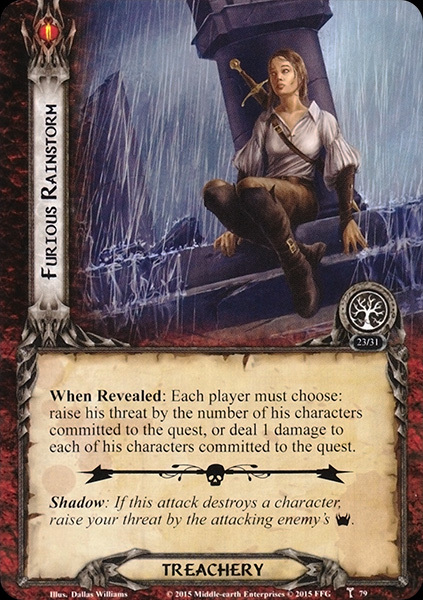 FURIOUS RAINSTORM
23/31
When Revealed: Each player must choose:
raise his threat by the number of his characters
committed to the quest, or deal 1 damage to
each of his characters committed to the quest.
Shadow: If this attack destroys a character,
raise your threat by the attacking enemy's .
TREACHERY
Illus. Dallas Williams © 2015 Middle-earth Enterprises © 2015 FFG 79